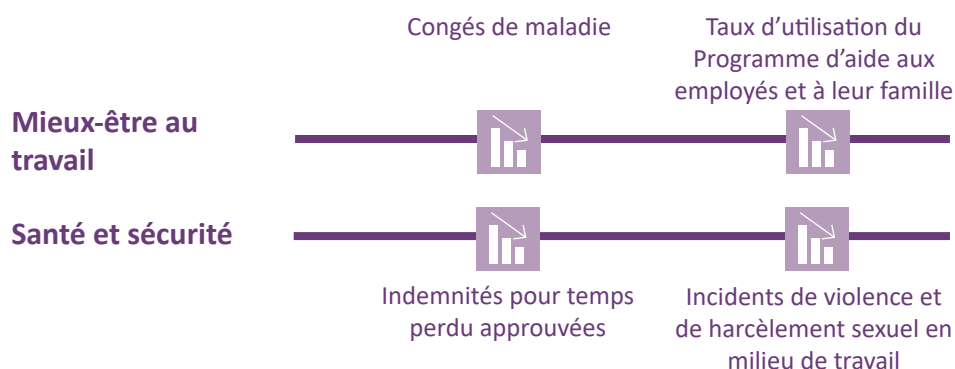 Congés de maladie
Taux d'utilisation du
Programme d'aide aux
employés et à leur famille
Mieux-être au
travail
Santé et sécurité
Indemnités pour temps
perdu approuvées
Incidents de violence et
de harcèlement sexuel en
milieu de travail